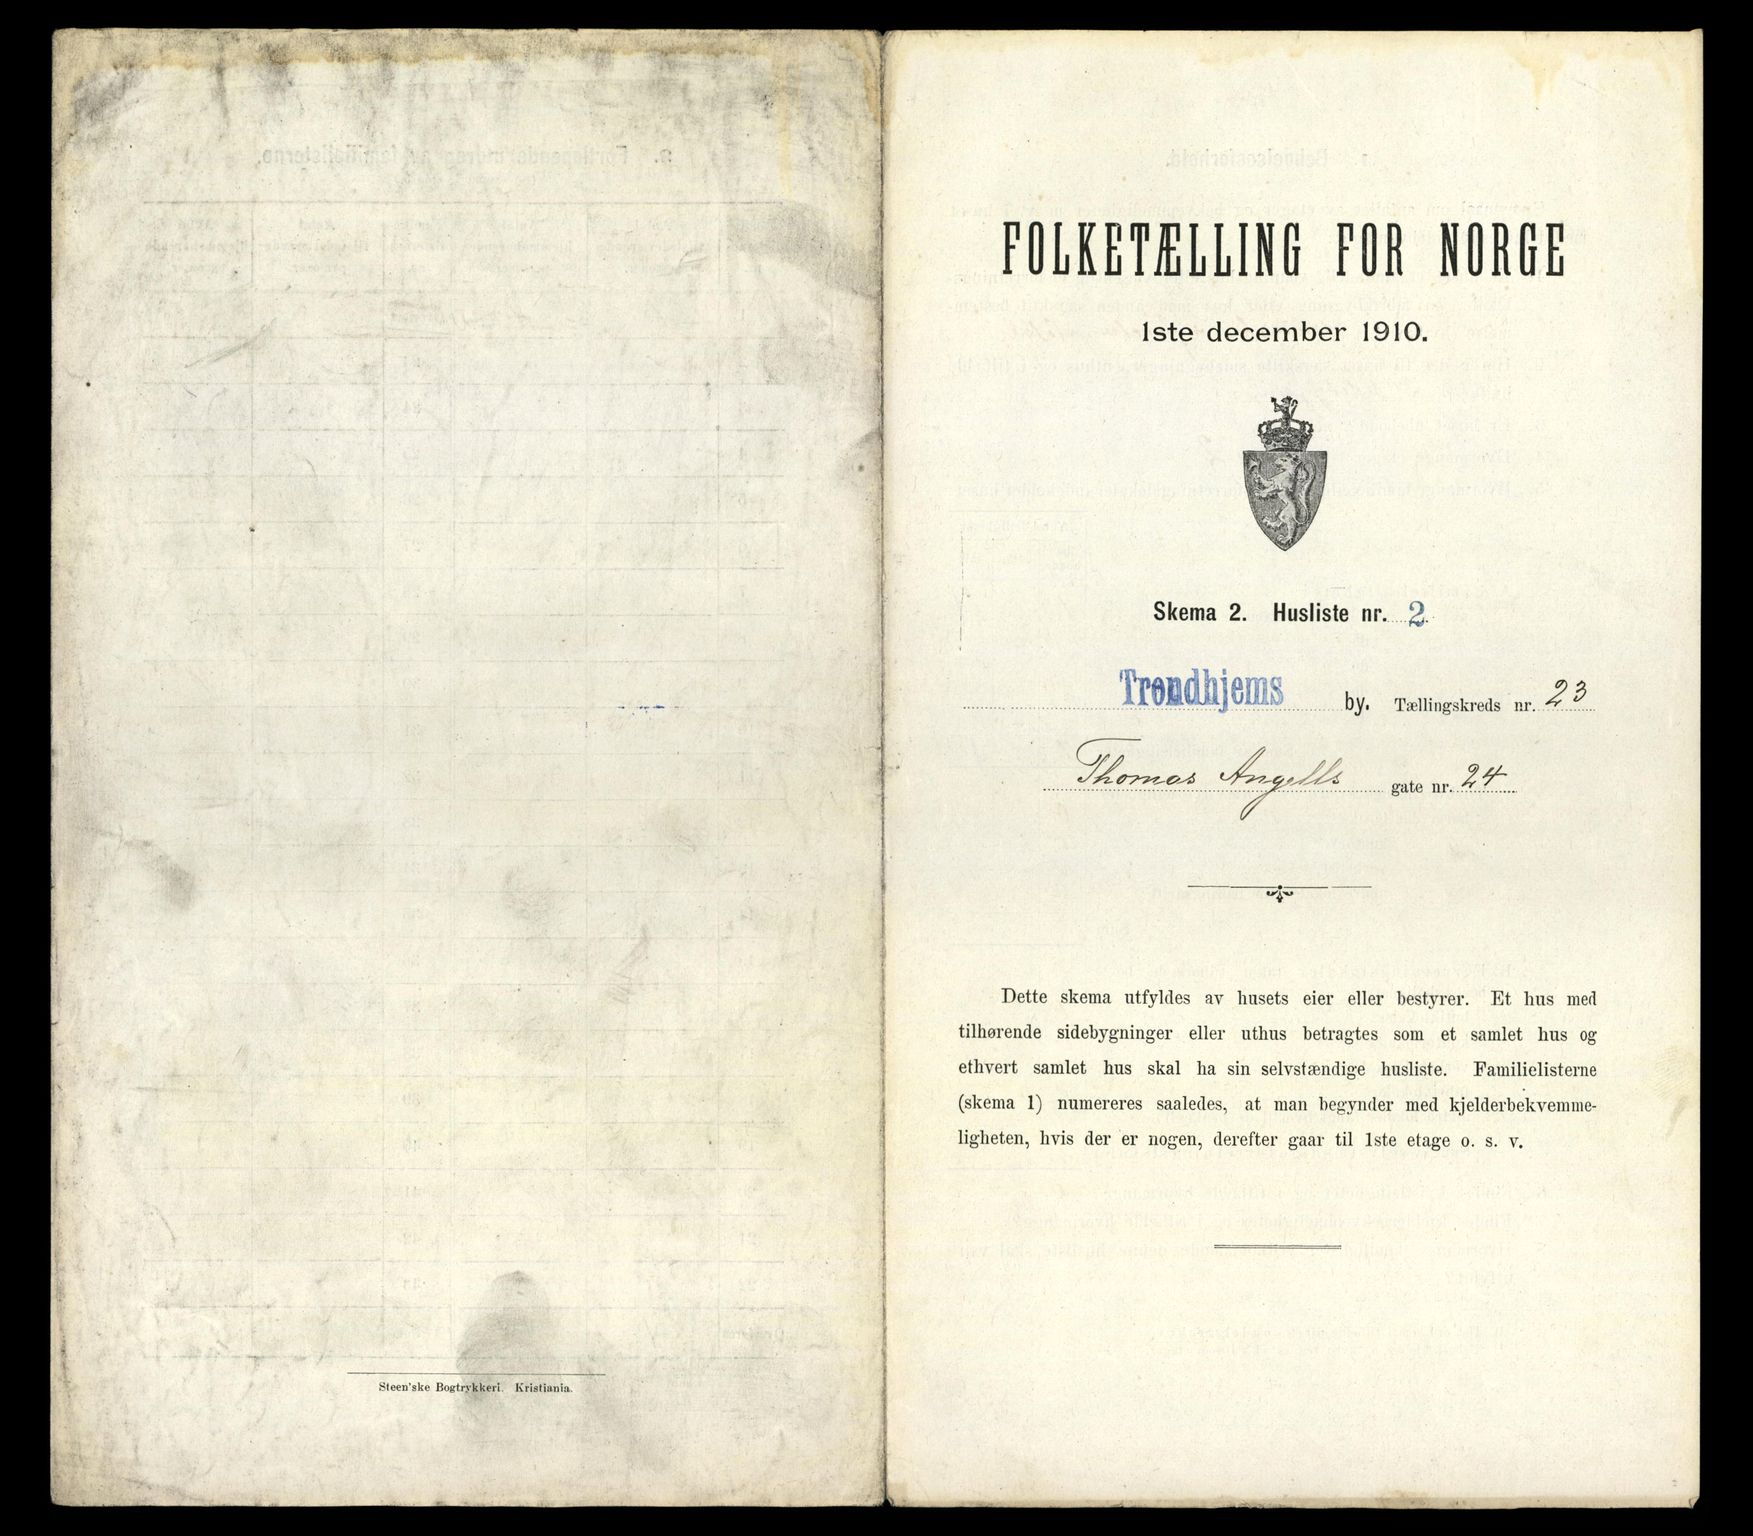 Steen'ske Bogtrykkeri. Kristiania.
FOLKETÆLLING FOR NORGE
1ste december 1910.
Skema 2. Husliste nr. 2
Trondhjems by. Tællingskreds nr. 23
Thomas Angells gate nr. 24
Dette skema utfyldes av husets eier eller bestyrer. Et hus med
tilhørende sidebygninger eller uthus betragtes som et samlet hus og
ethvert samlet hus skal ha sin selvstændige husliste. Familielisterne
(skema 1) numereres saaledes, at man begynder med kjelderbekvemme-
ligheten, hvis der er nogen, derefter gaar til 1ste etage o. s. v.